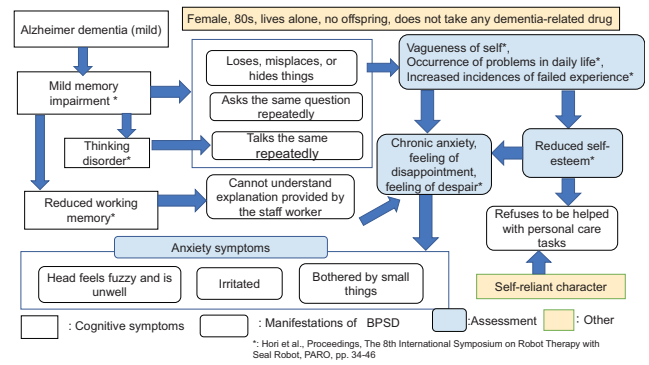 Female, 80s, lives alone, no offspring, does not take any dementia-related drug
Alzheimer dementia (mild)
Mild memory
impairment *
Thinking
disorder*
Reduced working
memory*
Loses, misplaces, or
hides things
Asks the same question
repeatedly
Talks the same
repeatedly
Cannot understand
explanation provided by
the staff worker
Vagueness of self*,
Occurrence of problems in daily life*,
Increased incidences of failed experience*
Chronic anxiety,
feeling of
disappointment,
feeling of despair*
Reduced self-
esteem*
Refuses to be helped
with personal care
tasks
Self-reliant character
Anxiety symptoms
Head feels fuzzy and is
unwell
Irritated
Bothered by small
things
: Cognitive symptoms
: Manifestations of BPSD
:Assessment
: Other
*: Hori et al., Proceedings, The 8th International Symposium on Robot Therapy with
Seal Robot, PARO, pp. 34-46